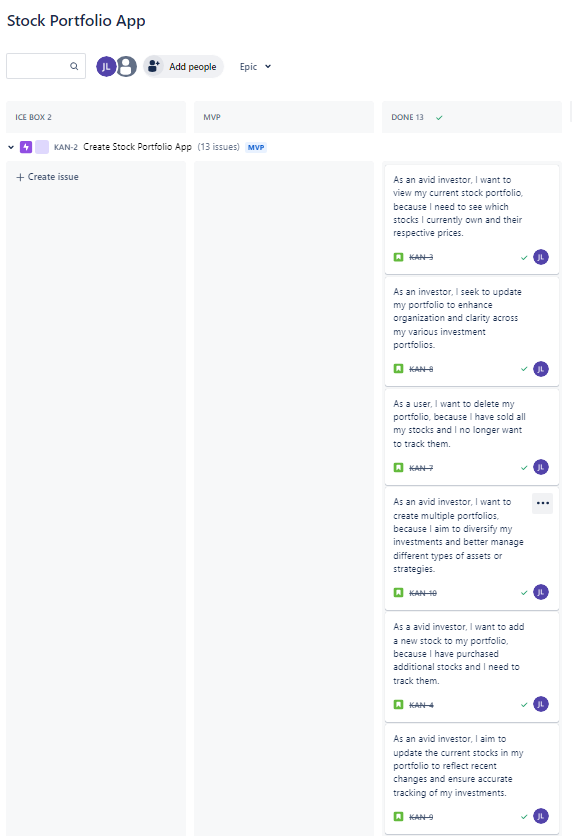 Stock Portfolio App
JL
Add people
Epic
ICE BOX 2
MVP
DONE 13
KAN-2 Create Stock Portfolio App (13 issues) MVP
+ Create issue
As an avid investor, I want to
view my current stock portfolio,
because I need to see which
stocks I currently own and their
respective prices.
KAN-3
JL
As an investor, I seek to update
my portfolio to enhance
organization and clarity across
my various investment
portfolios.
KAN-8
JL
As a user, I want to delete my
portfolio, because I have sold all
my stocks and I no longer want
to track them.
KAN-7
JL
As an avid investor, I want to
create multiple portfolios,
because I aim to diversify my
investments and better manage
different types of assets or
strategies.
KAN-10
JL
As a avid investor, I want to add
a new stock to my portfolio,
because I have purchased
additional stocks and I need to
track them.
KAN-4
JL
As an avid investor, I aim to
update the current stocks in my
portfolio to reflect recent
changes and ensure accurate
tracking of my investments.
KAN-9
JL